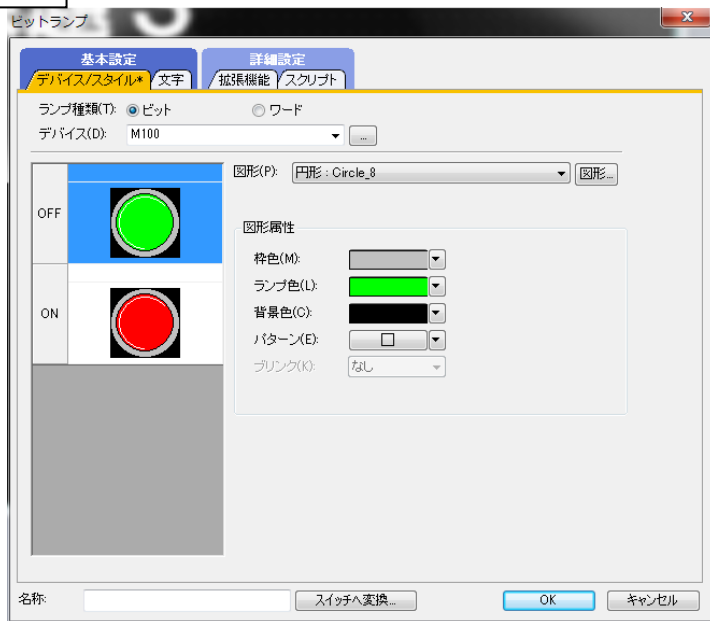 ビットランプ
基本設定
詳細設定
デバイス/スタイル*
文字
拡張機能
スクリプト
ランプ種類(T):
ビット
ワード
デバイス(D):
M100
...
図形(P):
円形 : Circle_8
図形...
OFF
ON
図形属性
枠色(M):
ランプ色(L):
背景色(C):
パターン(E):
ブリンク(K):
なし
名称:
スイッチへ変換...
OK
キャンセル